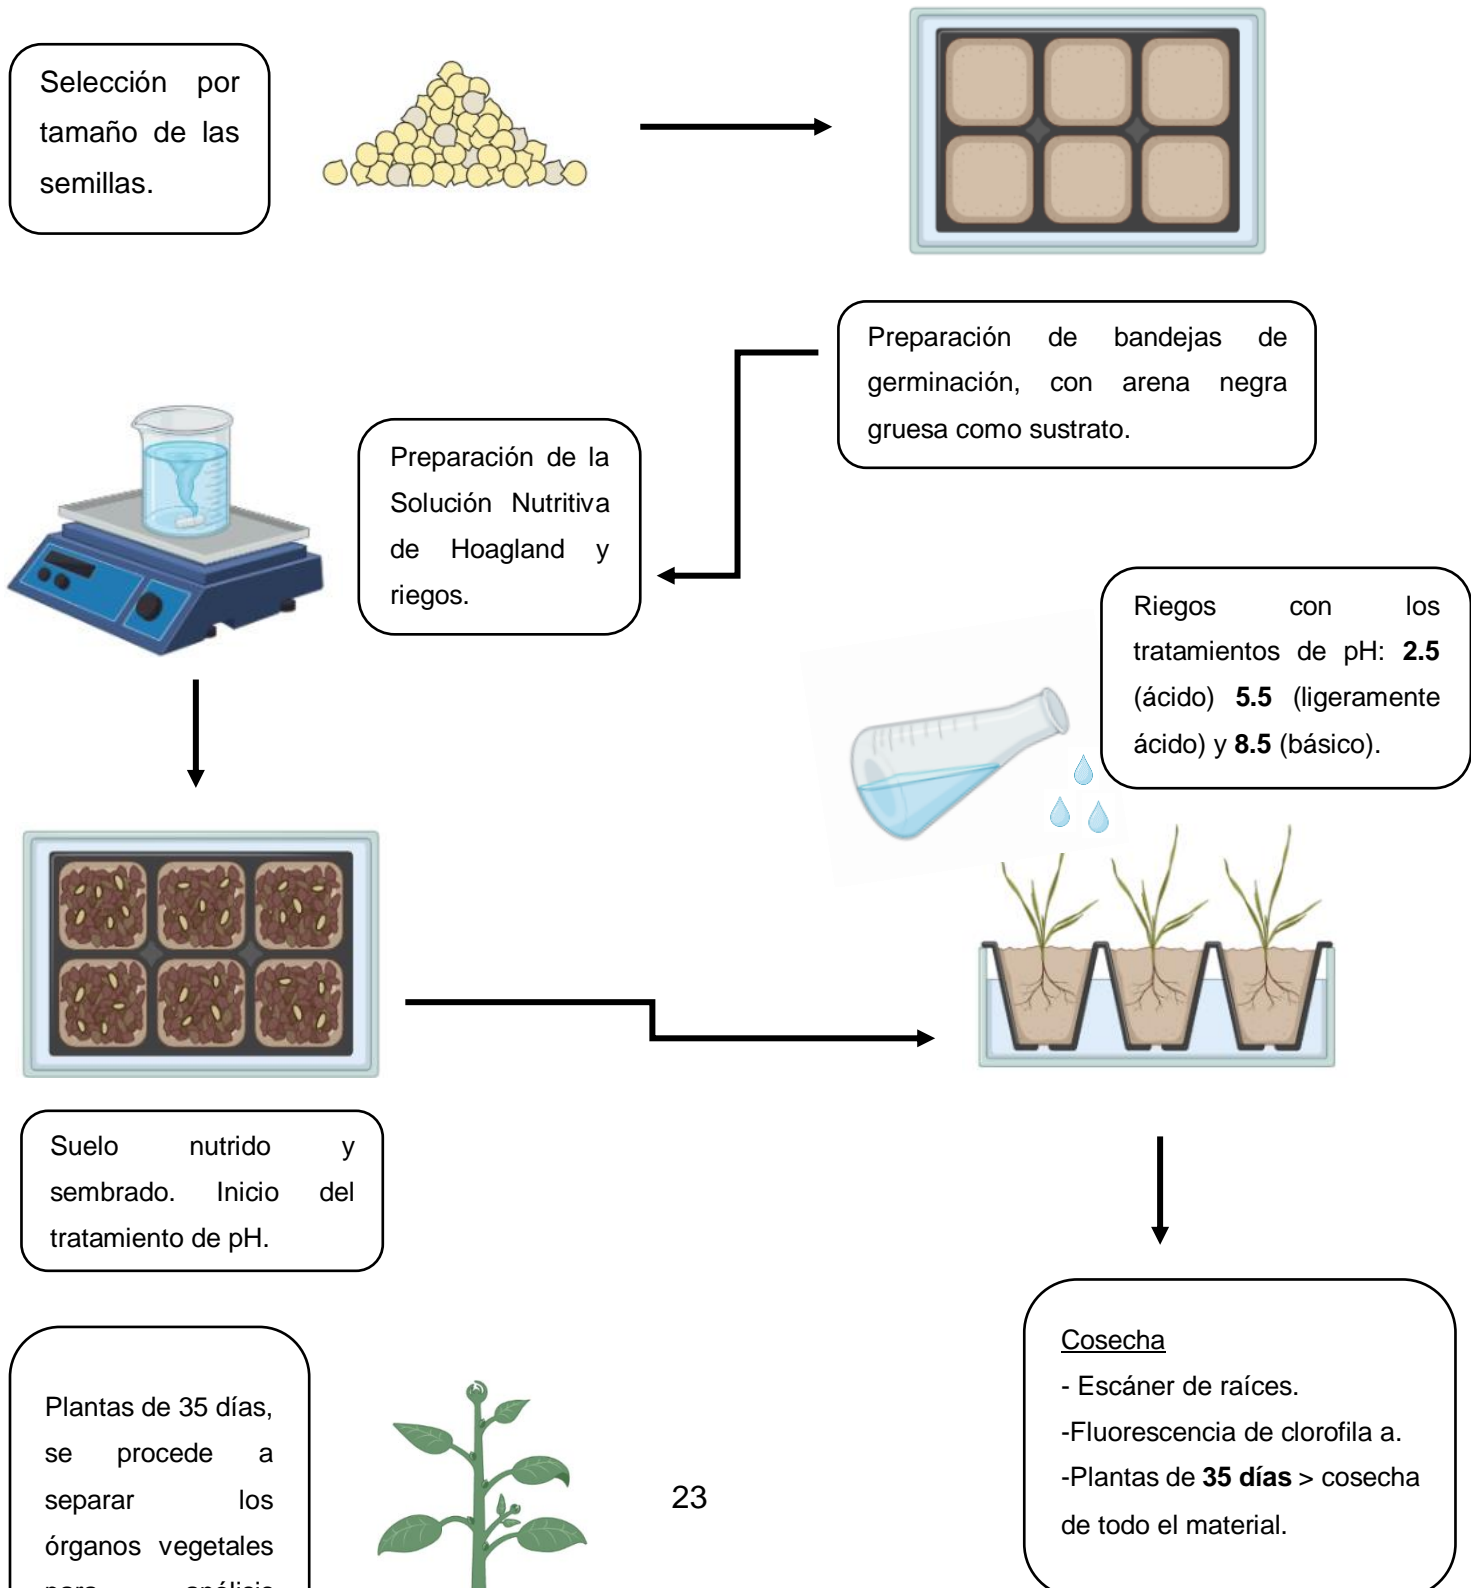 Selección por
tamaño de las
semillas.
Preparación de bandejas de
germinación, con arena negra
gruesa como sustrato.
Preparación de la
Solución Nutritiva
de Hoagland y
riegos.
Riegos con los
tratamientos de pH: 2.5
(ácido) 5.5 (ligeramente
ácido) y 8.5 (básico).
Suelo nutrido y
sembrado. Inicio del
tratamiento de pH.
Cosecha
- Escáner de raíces.
-Fluorescencia de clorofila a.
-Plantas de 35 días > cosecha
de todo el material.
Plantas de 35 días,
se procede a
separar los
órganos vegetales
para análisis
23